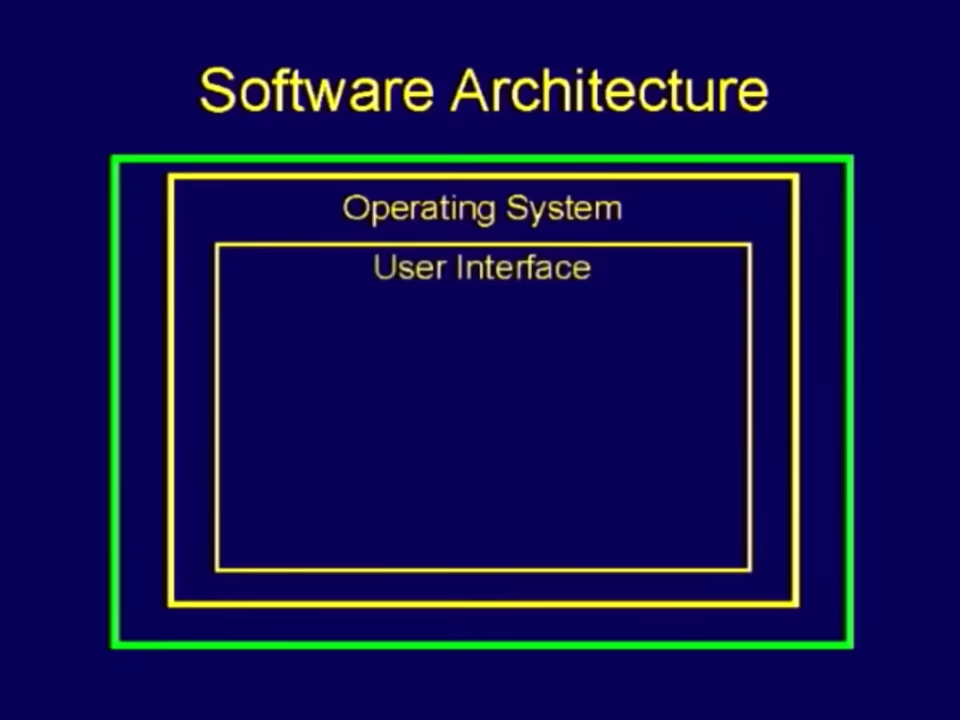 Software Architecture
Operating System
User Interface